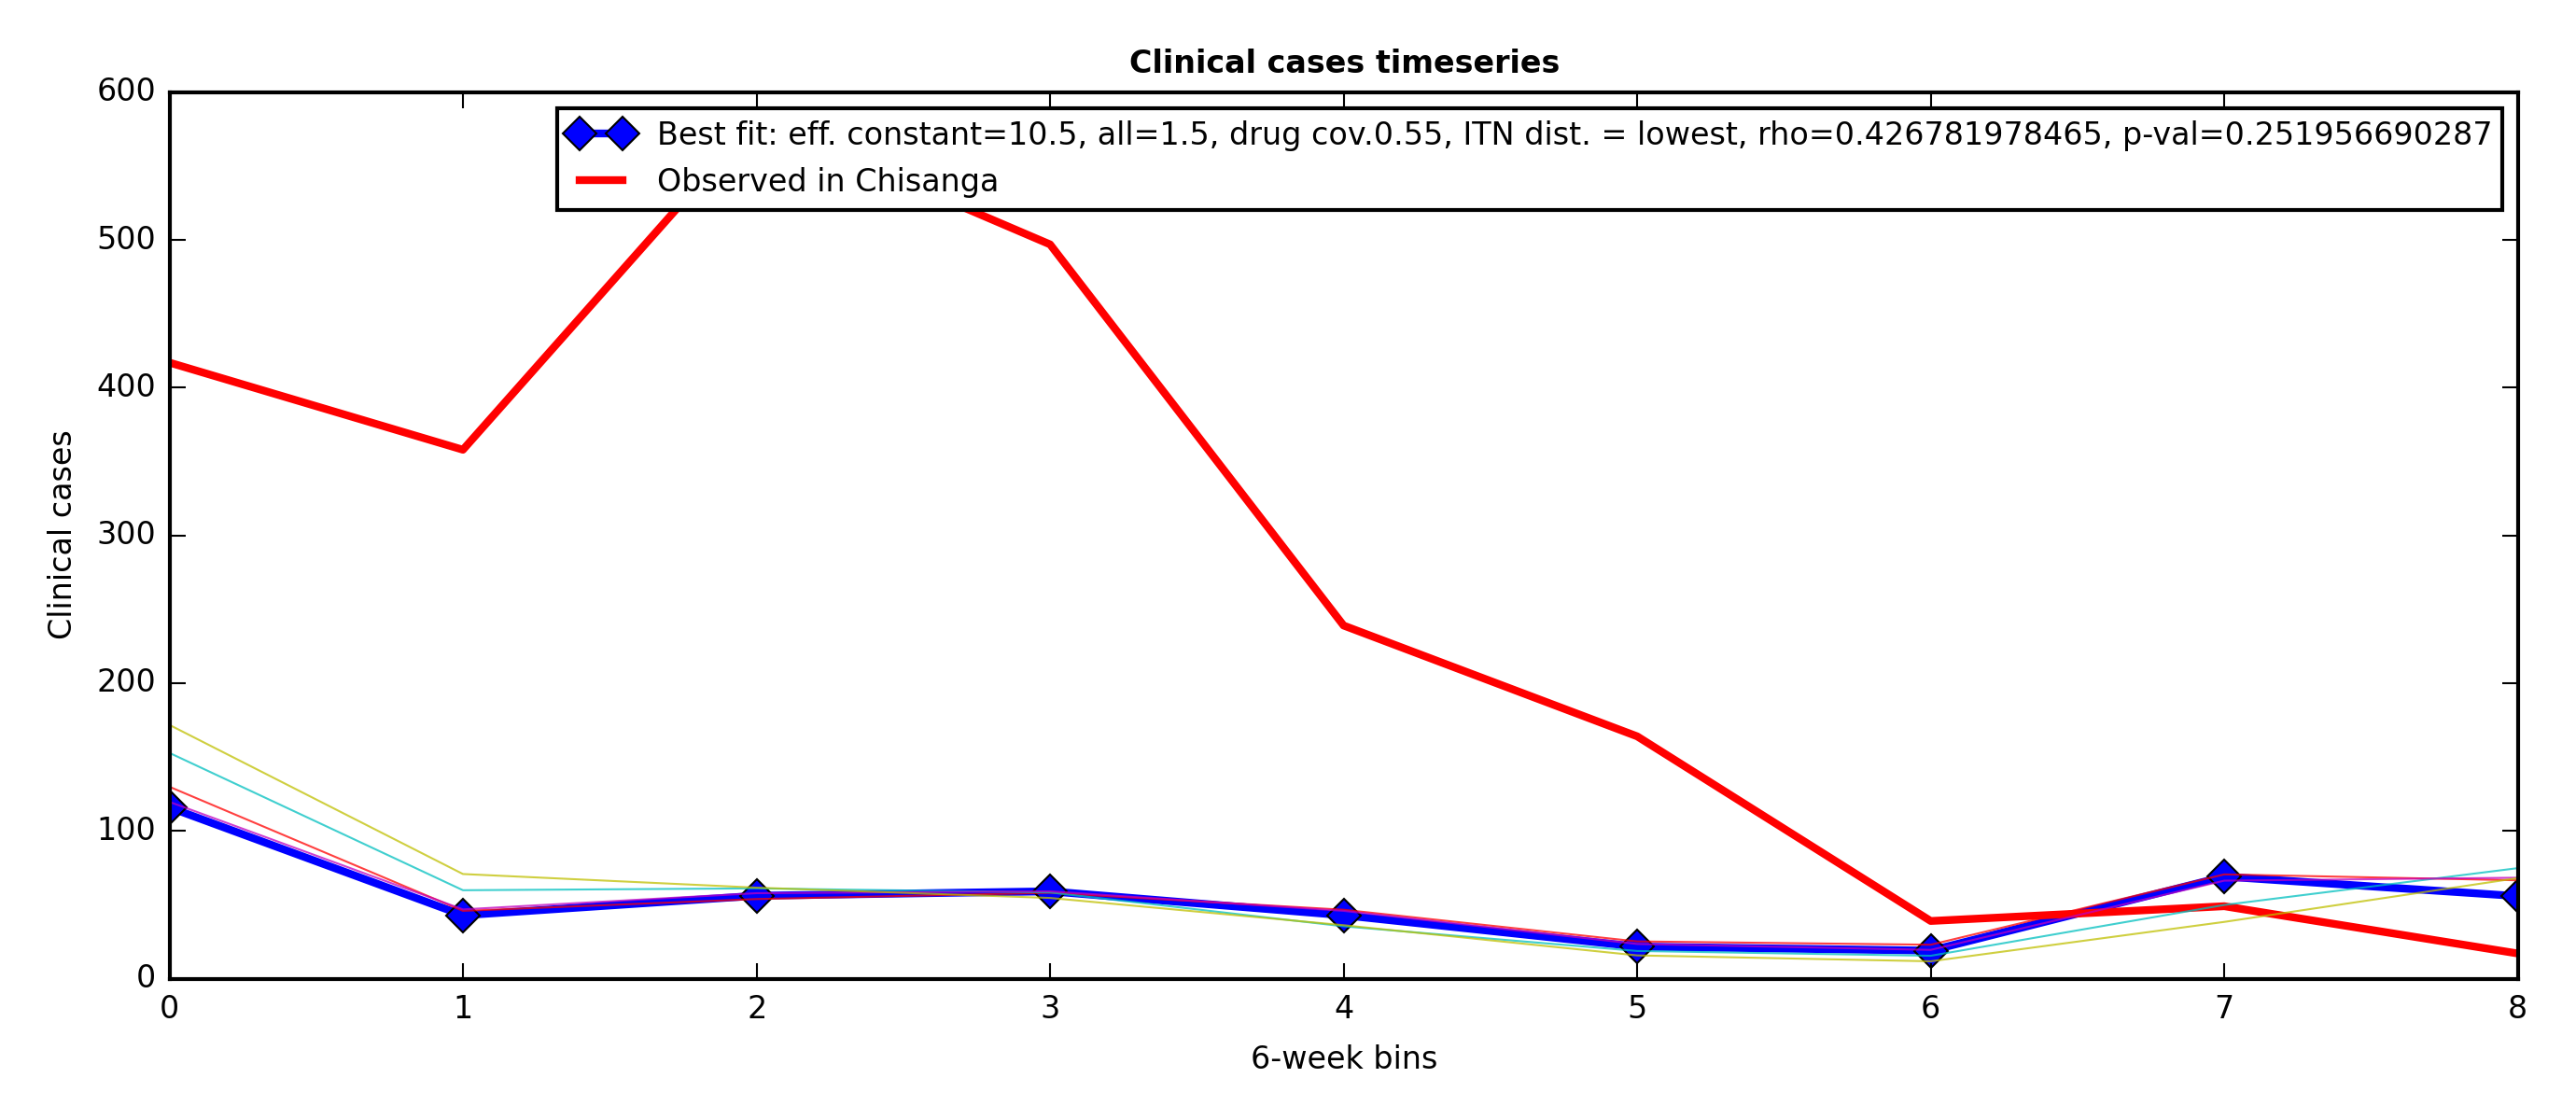 Clinical cases timeseries
600
500
400
300
200
100
0
Clinical cases
Best fit: eff. constant=10.5, all=1.5, drug cov.0.55, ITN dist. = lowest, rho=0.426781978465, p-val=0.251956690287
Observed in Chisanga
0 1 2 3 4 5 6 7 8
6-week bins